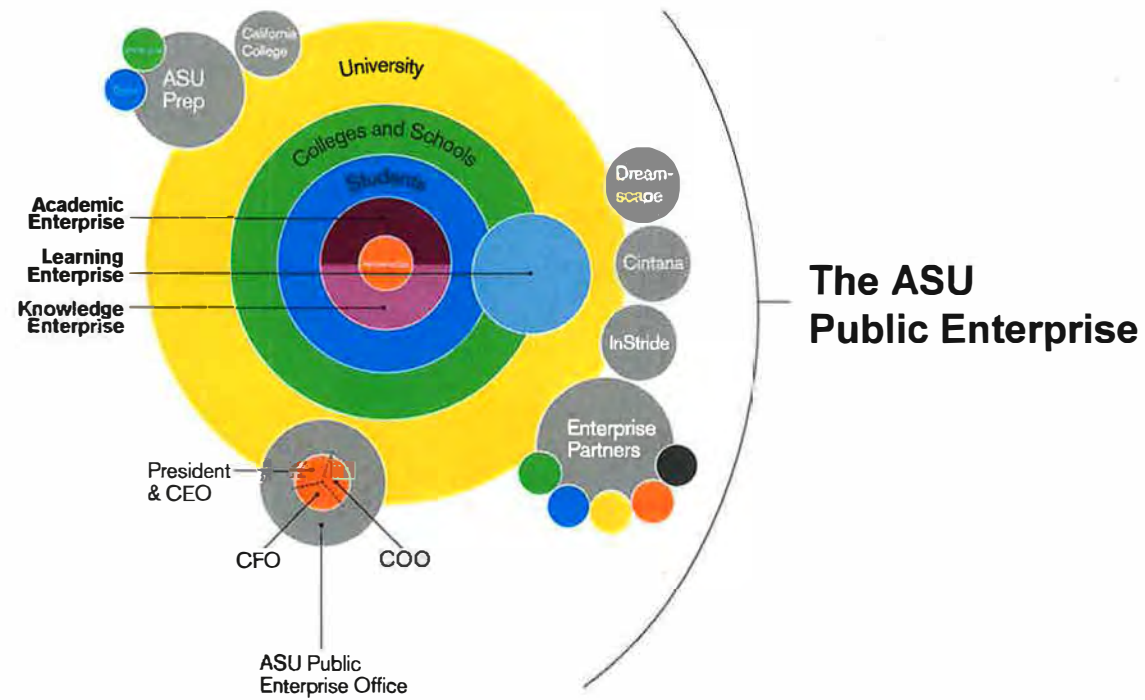 California
College
ASU
Prep
University
Colleges and Schools
Students
Dream-
scape
Academic
Enterprise
Learning
Enterprise
Cintana
Knowledge
Enterprise
InStride
The ASU
Public Enterprise
Enterprise
Partners
President
& CEO
CFO
COO
ASU Public
Enterprise Office